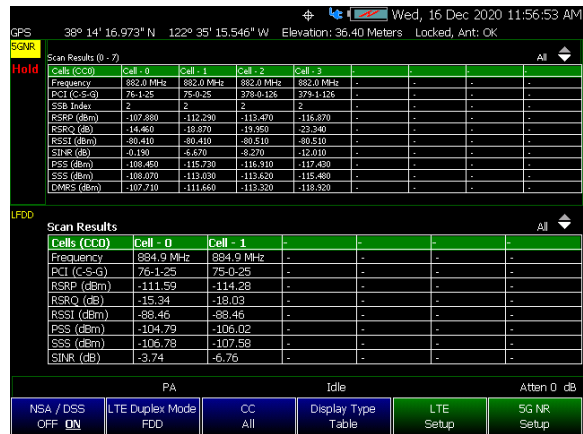 Wed, 16 Dec 2020 11:56:53 AM
GPS 38º 14' 16.973" N 122º 35' 15.546" W Elevation: 36.40 Meters Locked, Ant: OK
5GNR
Hold
Scan Results (0 - 7) All
Cells (CC0) Cell - 0 Cell - 1 Cell - 2 Cell - 3 - - - -
Frequency 882.0 MHz 882.0 MHz 882.0 MHz 882.0 MHz - - - -
PCI (C-S-G) 76-1-25 75-0-25 378-0-126 379-1-126 - - - -
SSB Index 2 2 2 2 - - - -
RSRP (dBm) -107.880 -112.290 -113.470 -116.870 - - - -
RSRQ (dB) -14.460 -18.870 -19.950 -23.340 - - - -
RSSI (dBm) -80.410 -80.410 -80.510 -80.510 - - - -
SINR (dB) -0.190 -6.670 -8.270 -12.010 - - - -
PSS (dBm) -108.450 -115.730 -116.910 -117.430 - - - -
SSS (dBm) -108.070 -113.030 -113.620 -115.480 - - - -
DMRS (dBm) -107.710 -111.660 -113.320 -118.920 - - - -
LFDD
Scan Results All
Cells (CC0) Cell - 0 Cell - 1 - - - -
Frequency 884.9 MHz 884.9 MHz - - - -
PCI (C-S-G) 76-1-25 75-0-25 - - - -
RSRP (dBm) -111.59 -114.28 - - - -
RSRQ (dB) -15.34 -18.03 - - - -
RSSI (dBm) -88.46 -88.46 - - - -
PSS (dBm) -104.79 -106.02 - - - -
SSS (dBm) -106.78 -107.58 - - - -
SINR (dB) -3.74 -6.76 - - - -
PA Idle Atten 0 dB
NSA / DSS LTE Duplex Mode CC Display Type LTE 5G NR
OFF ON FDD All Table Setup Setup